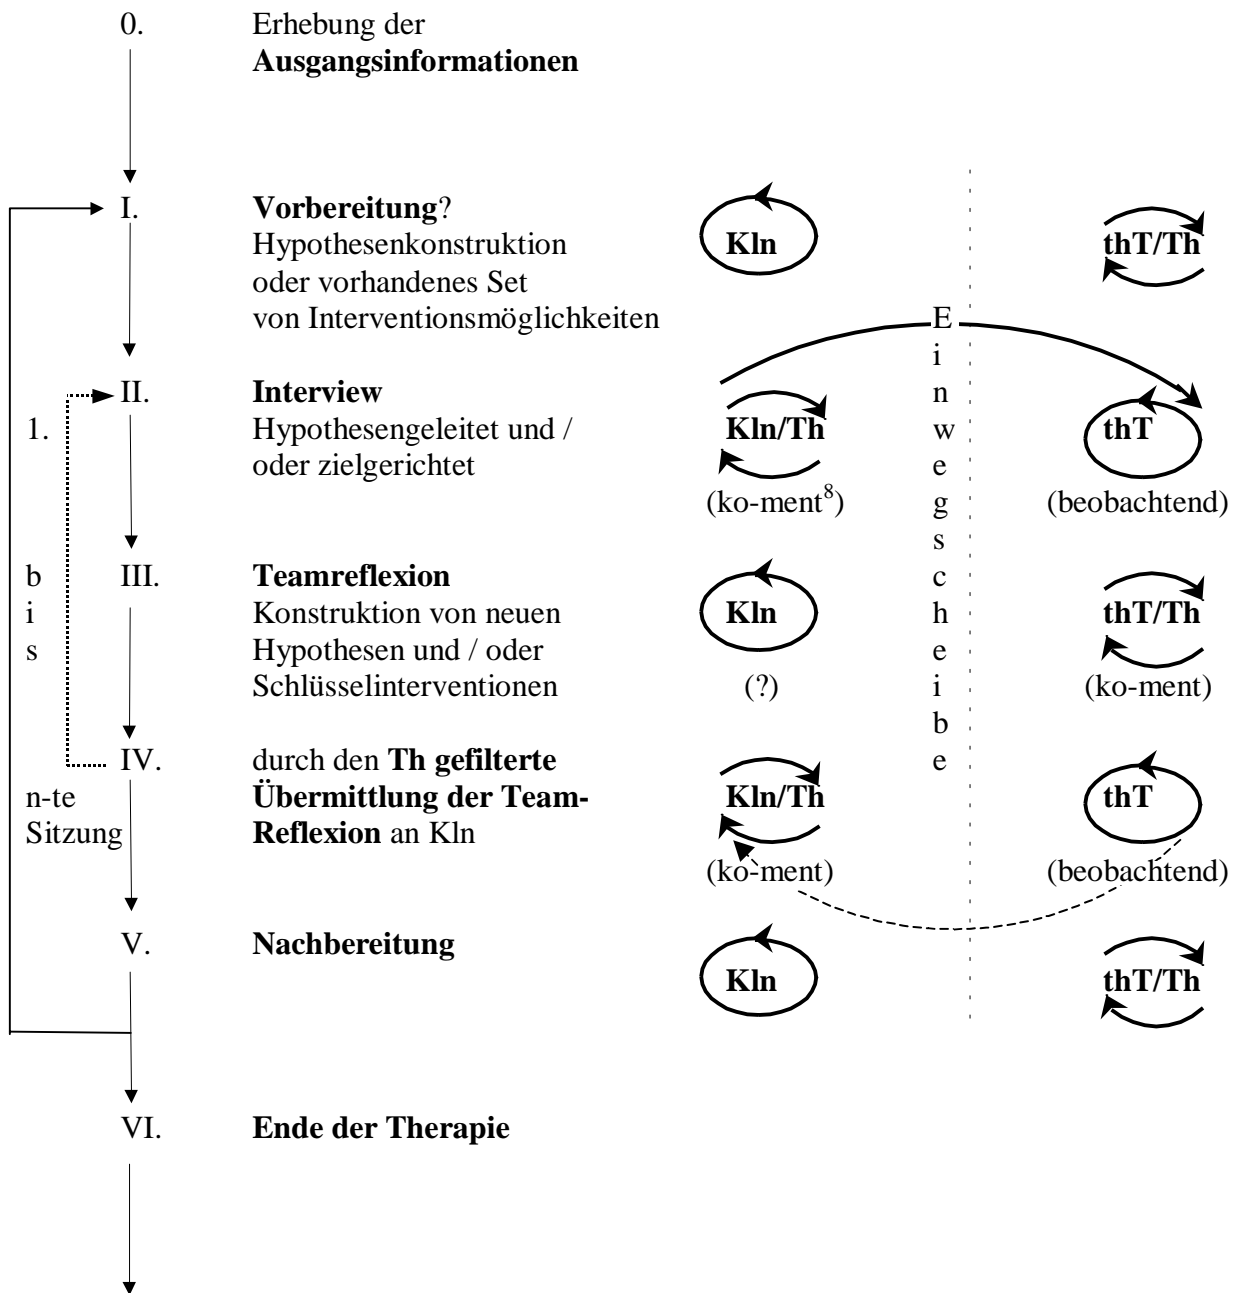 0. Erhebung der
Ausgangsinformationen
I. Vorbereitung? Kln thT/Th
Hypothesenkonstruktion
oder vorhandenes Set
von Interventionsmöglichkeiten
Einwegscheibe
II. Interview
1. Hypothesengeleitet und / Kln/Th thT
oder zielgerichtet
(ko-ment⁸) (beobachtend)
bis
III. Teamreflexion
Konstruktion von neuen Kln thT/Th
Hypothesen und / oder
Schlüsselinterventionen (?) (ko-ment)
IV. durch den Th gefilterte
n-te Übermittlung der Team- Kln/Th thT
Sitzung Reflexion an Kln
(ko-ment) (beobachtend)
V. Nachbereitung
Kln thT/Th
VI. Ende der Therapie